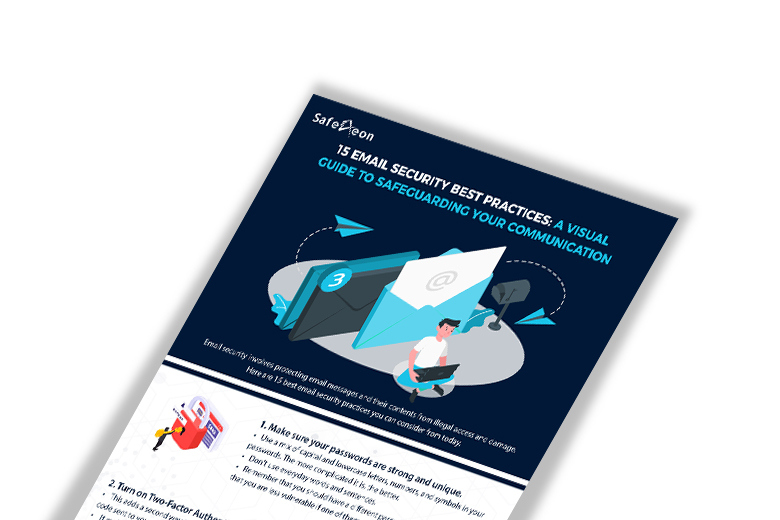 SafeAeon
15 EMAIL SECURITY BEST PRACTICES: A VISUAL
GUIDE TO SAFEGUARDING YOUR COMMUNICATION
3
@
Email security involves protecting email messages and their contents from illegal access and damage.
Here are 15 best email security practices you can consider from today.
1. Make sure your passwords are strong and unique.
• Use a mix of capital and lowercase letters, numbers, and symbols in your
passwords. The more complicated it is, the better.
• Don't use everyday words and sentences.
• Remember that you should have a different
that you are less vulnerable if one of
2. Turn on Two-Factor
• This adds a second
code sent to